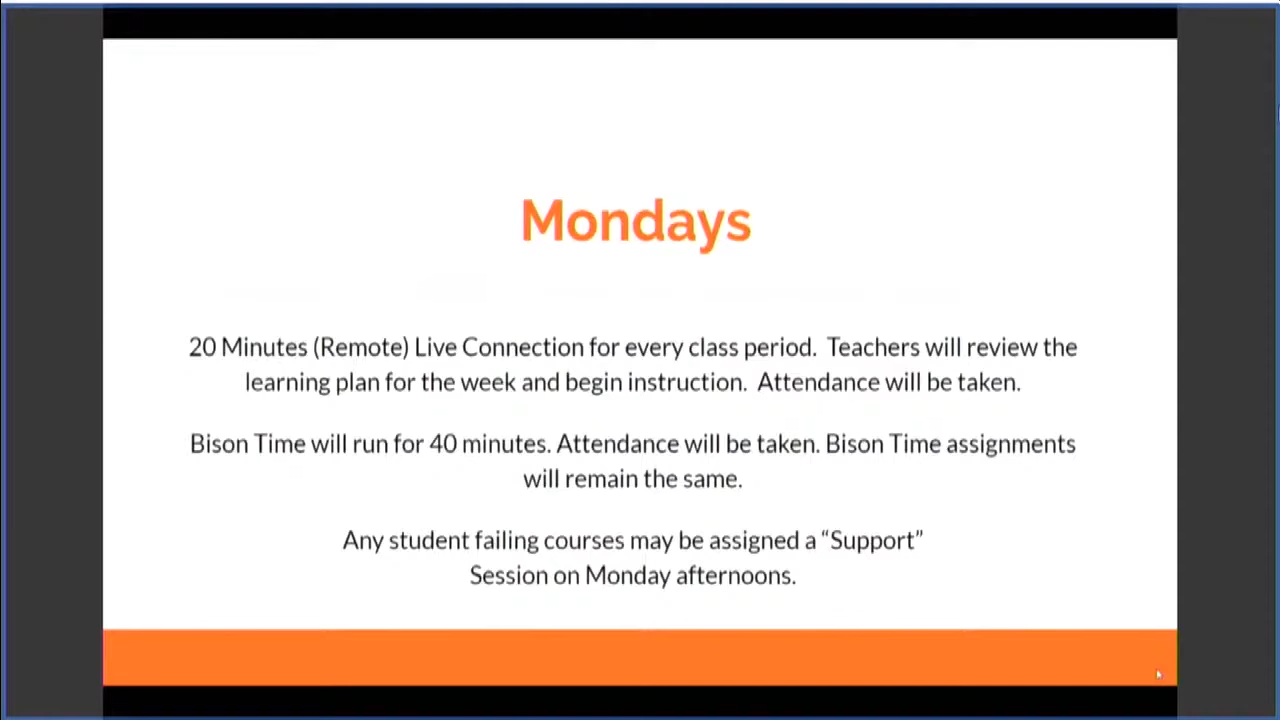 Mondays
20 Minutes (Remote) Live Connection for every class period.  Teachers will review the
learning plan for the week and begin instruction.  Attendance will be taken.
Bison Time will run for 40 minutes. Attendance will be taken. Bison Time assignments
will remain the same.
Any student failing courses may be assigned a “Support”
Session on Monday afternoons.